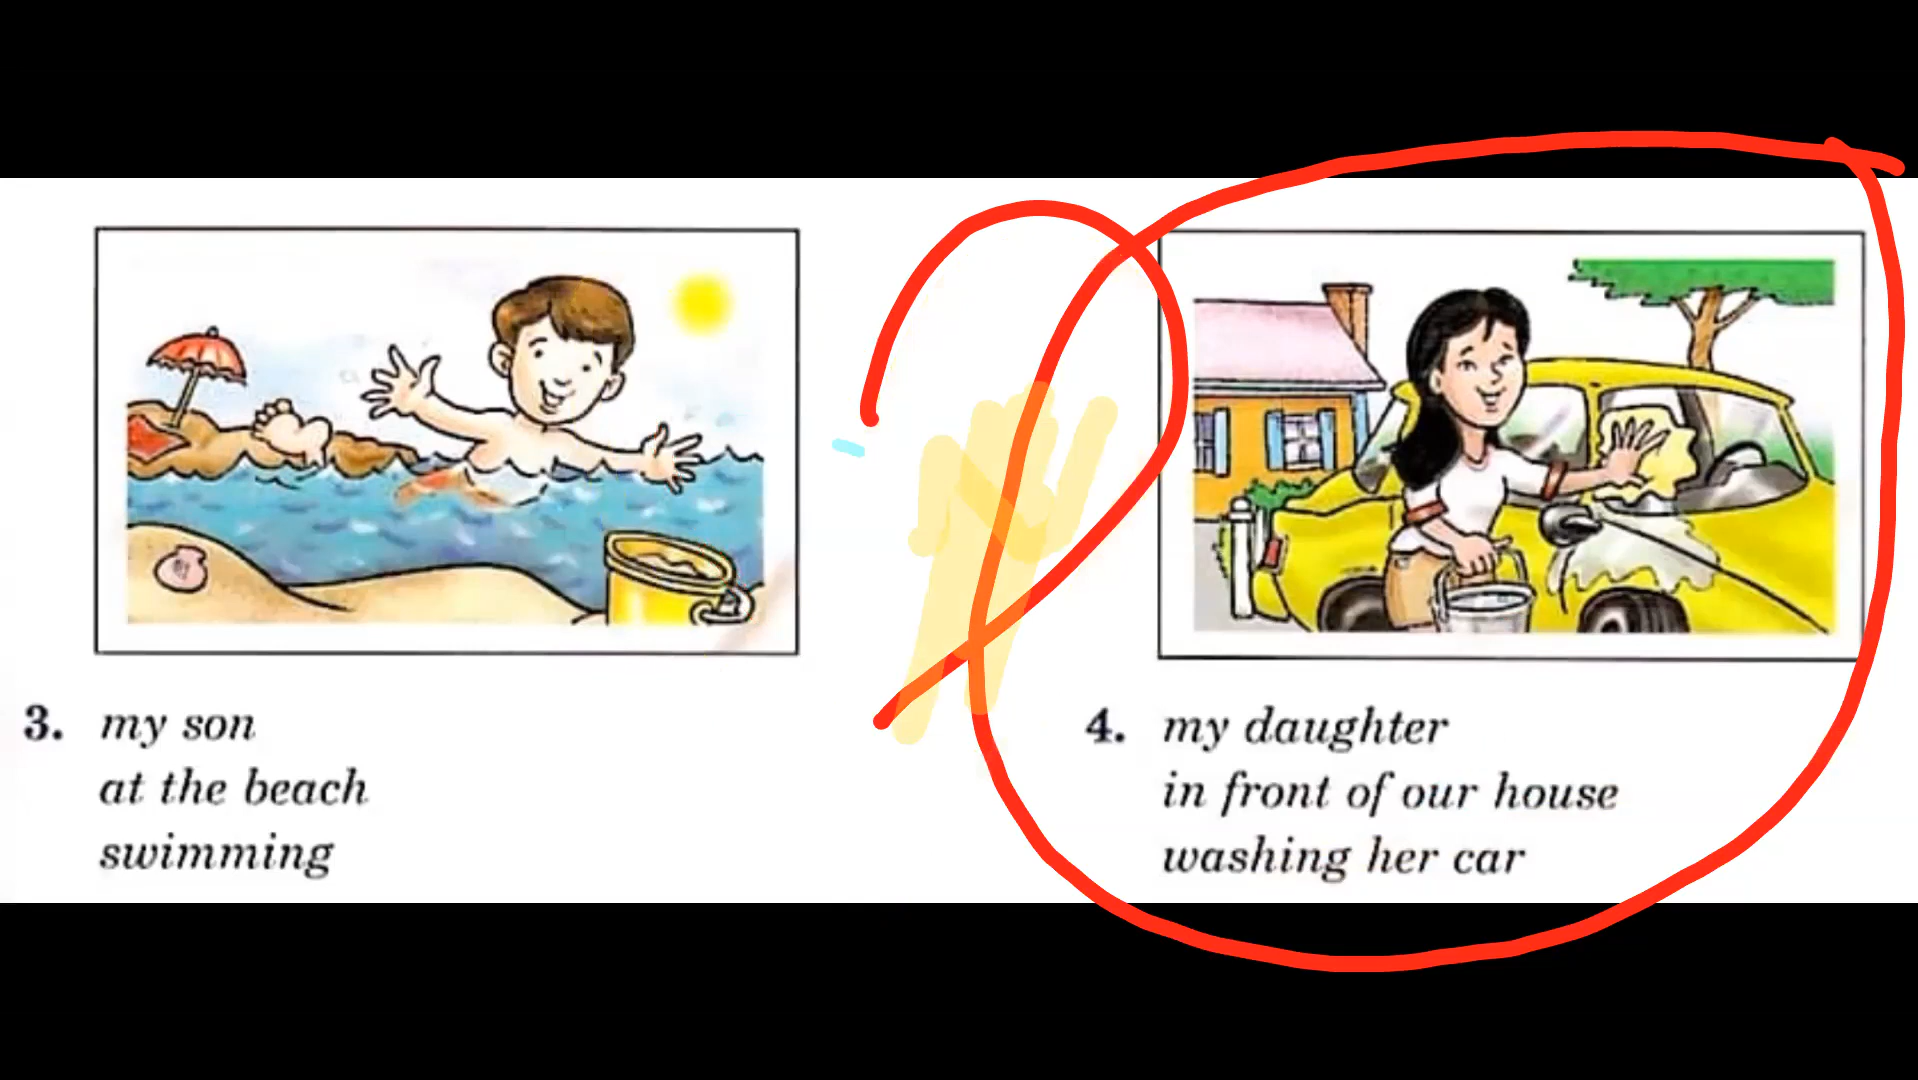 3. my son
at the beach
swimming
4. my daughter
in front of our house
washing her car